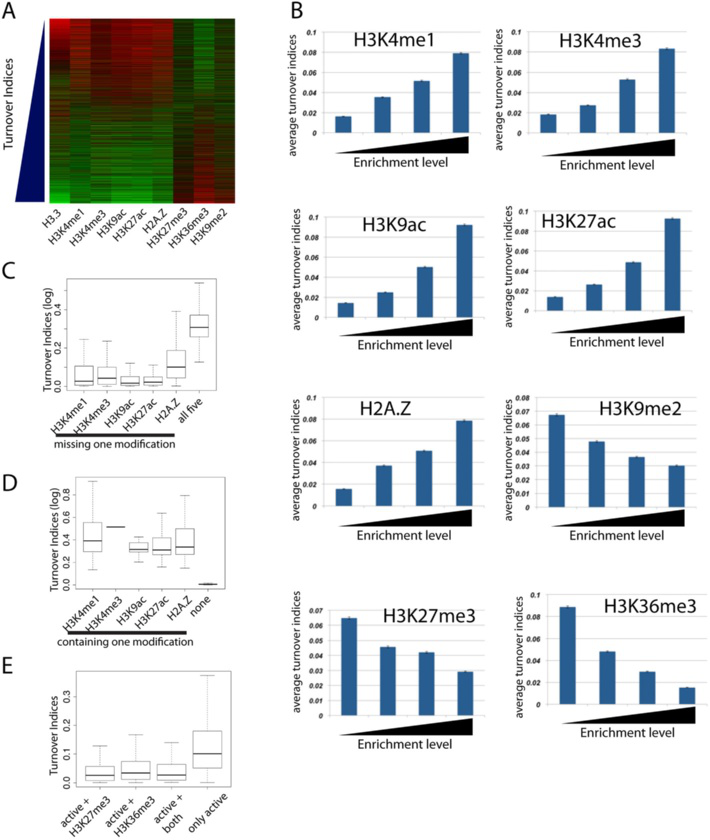 A
Turnover Indices
H3.3
H3K4me1
H3K4me3
H3K9ac
H3K27ac
H2A.Z
H3K27me3
H3K36me3
H3K9me2
B
H3K4me1
average turnover indices
0.1
0.08
0.06
0.04
0.02
0
Enrichment level
H3K4me3
average turnover indices
0.1
0.08
0.06
0.04
0.02
0
Enrichment level
H3K9ac
average turnover indices
0.1
0.08
0.06
0.04
0.02
0
Enrichment level
H3K27ac
average turnover indices
0.1
0.08
0.06
0.04
0.02
0
Enrichment level
H2A.Z
average turnover indices
0.1
0.08
0.06
0.04
0.02
0
Enrichment level
H3K9me2
average turnover indices
0.08
0.07
0.06
0.05
0.04
0.03
0.02
0.01
0
Enrichment level
H3K27me3
average turnover indices
0.07
0.06
0.05
0.04
0.03
0.02
0.01
0
Enrichment level
H3K36me3
average turnover indices
0.1
0.08
0.06
0.04
0.02
0
Enrichment level
C
Turnover Indices (log)
0.4
0.2
0.0
H3K4me1
H3K4me3
H3K9ac
H3K27ac
H2A.Z
all five
missing one modification
D
Turnover Indices (log)
0.8
0.6
0.4
0.2
0.0
H3K4me1
H3K4me3
H3K9ac
H3K27ac
H2A.Z
none
containing one modification
E
Turnover Indices
0.3
0.2
0.1
0.0
active +
H3K27me3
active +
H3K36me3
active +
both
only active